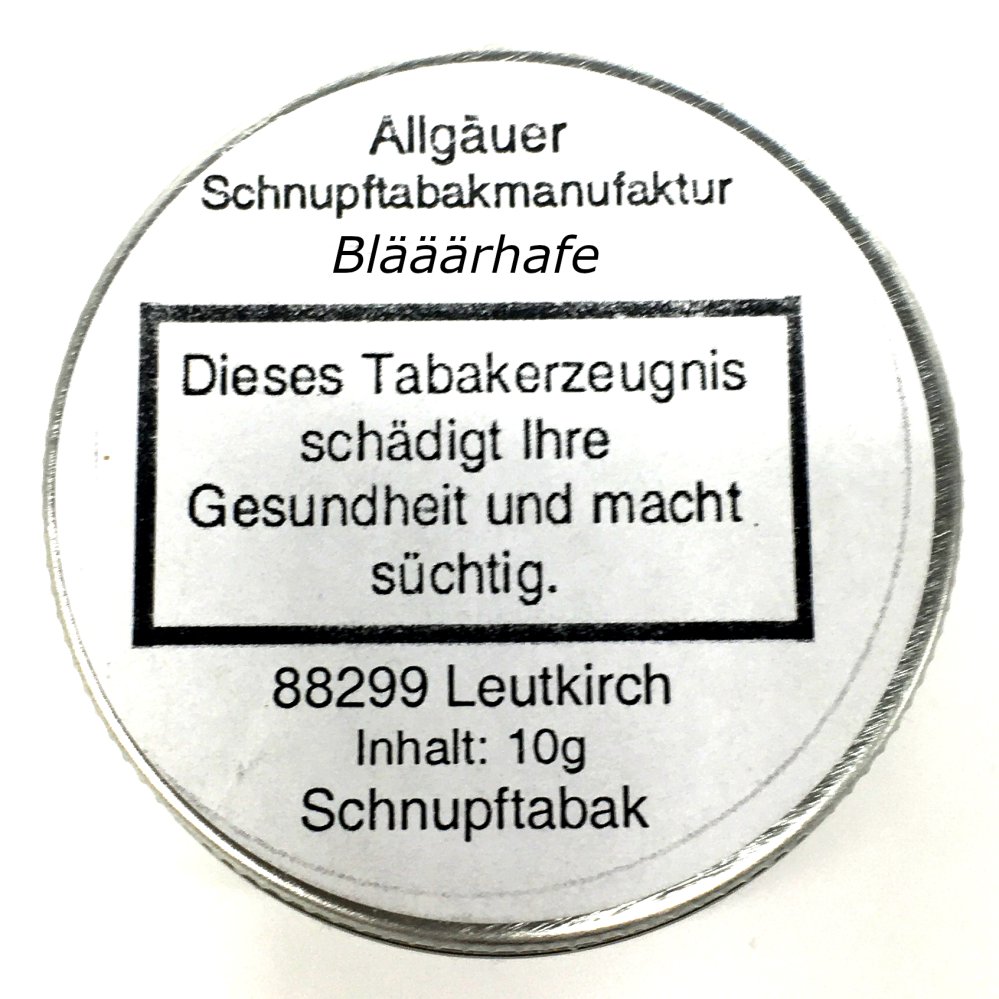 Allgäuer
Schnupftabakmanufaktur
Blääärhafe
Dieses Tabakerzeugnis
schädigt Ihre
Gesundheit und macht
süchtig.
88299 Leutkirch
Inhalt: 10g
Schnupftabak